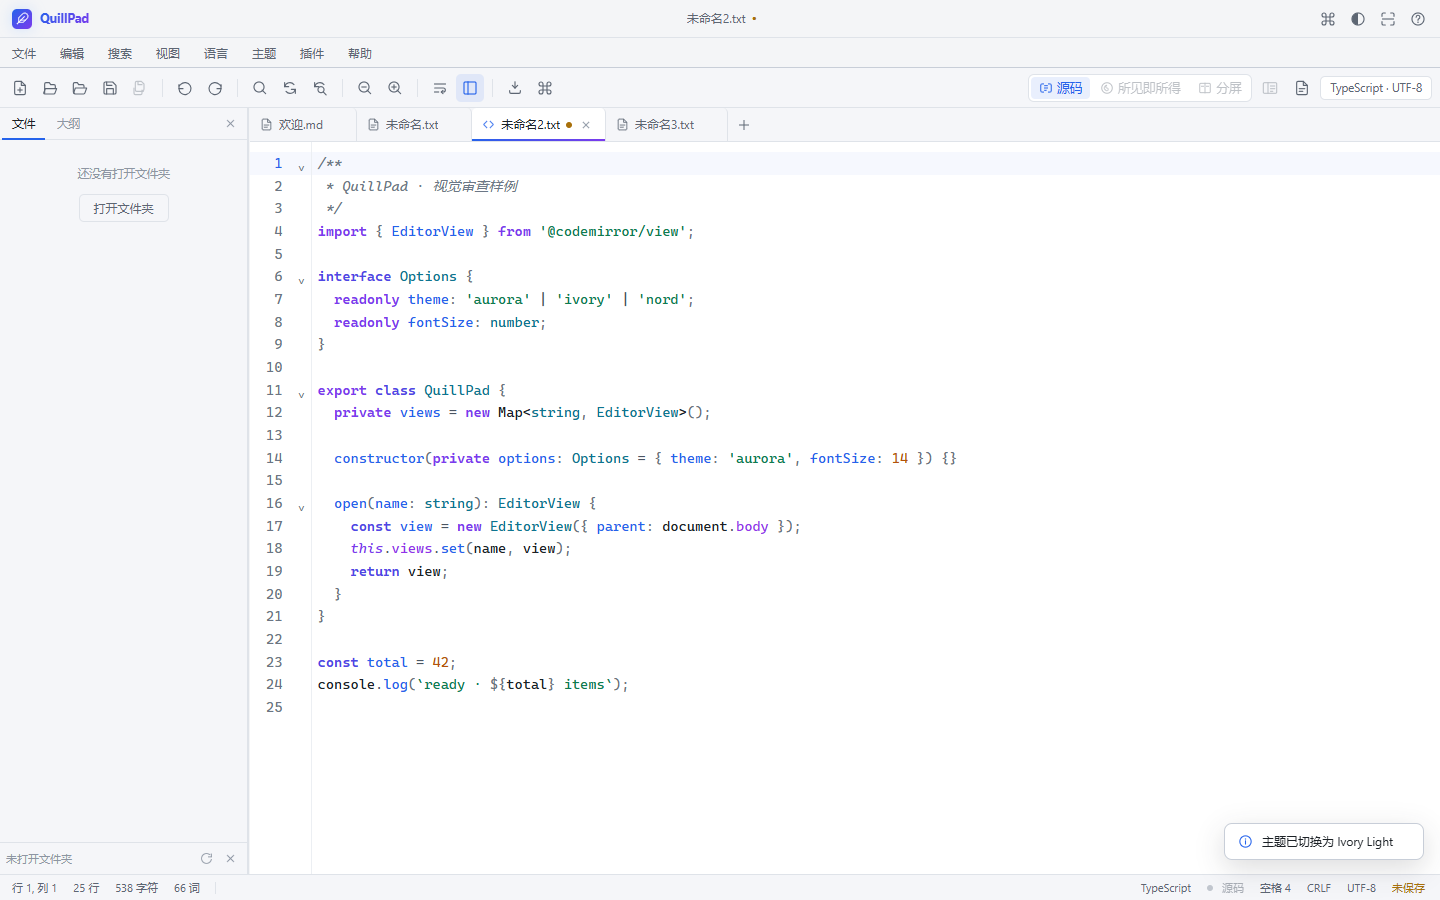 QuillPad
未命名2.txt •
文件 编辑 搜索 视图 语言 主题 插件 帮助
源码 所见即所得 分屏 TypeScript · UTF-8
文件 大纲
欢迎.md 未命名.txt 未命名2.txt 未命名3.txt
还没有打开文件夹
打开文件夹
1 /**
2  * QuillPad · 视觉审查样例
3  */
4 import { EditorView } from '@codemirror/view';
5
6 interface Options {
7   readonly theme: 'aurora' | 'ivory' | 'nord';
8   readonly fontSize: number;
9 }
10
11 export class QuillPad {
12   private views = new Map<string, EditorView>();
13
14   constructor(private options: Options = { theme: 'aurora', fontSize: 14 }) {}
15
16   open(name: string): EditorView {
17     const view = new EditorView({ parent: document.body });
18     this.views.set(name, view);
19     return view;
20   }
21 }
22
23 const total = 42;
24 console.log(`ready · ${total} items`);
25
主题已切换为 Ivory Light
未打开文件夹
行 1, 列 1 25 行 538 字符 66 词 TypeScript 源码 空格 4 CRLF UTF-8 未保存